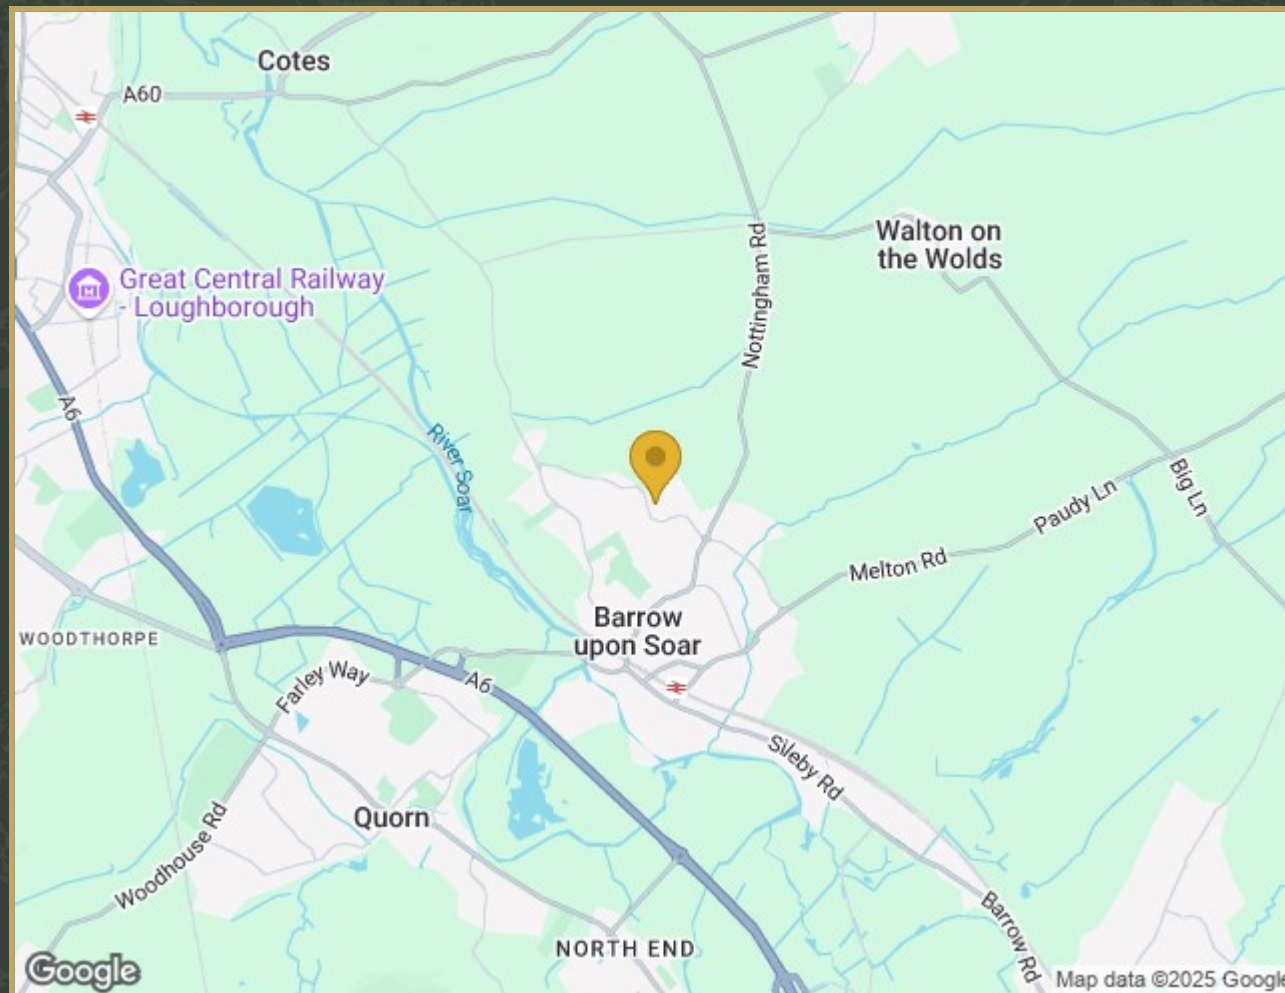 Cotes
A60
Walton on
the Wolds
Nottingham Rd
Great Central Railway
- Loughborough
A6
River Soar
Big Ln
Paudy Ln
Melton Rd
Barrow
upon Soar
WOODTHORPE
Farley Way
A6
Sileby Rd
Quorn
Woodhouse Rd
Barrow Rd
NORTH END
Google
Map data ©2025 Google